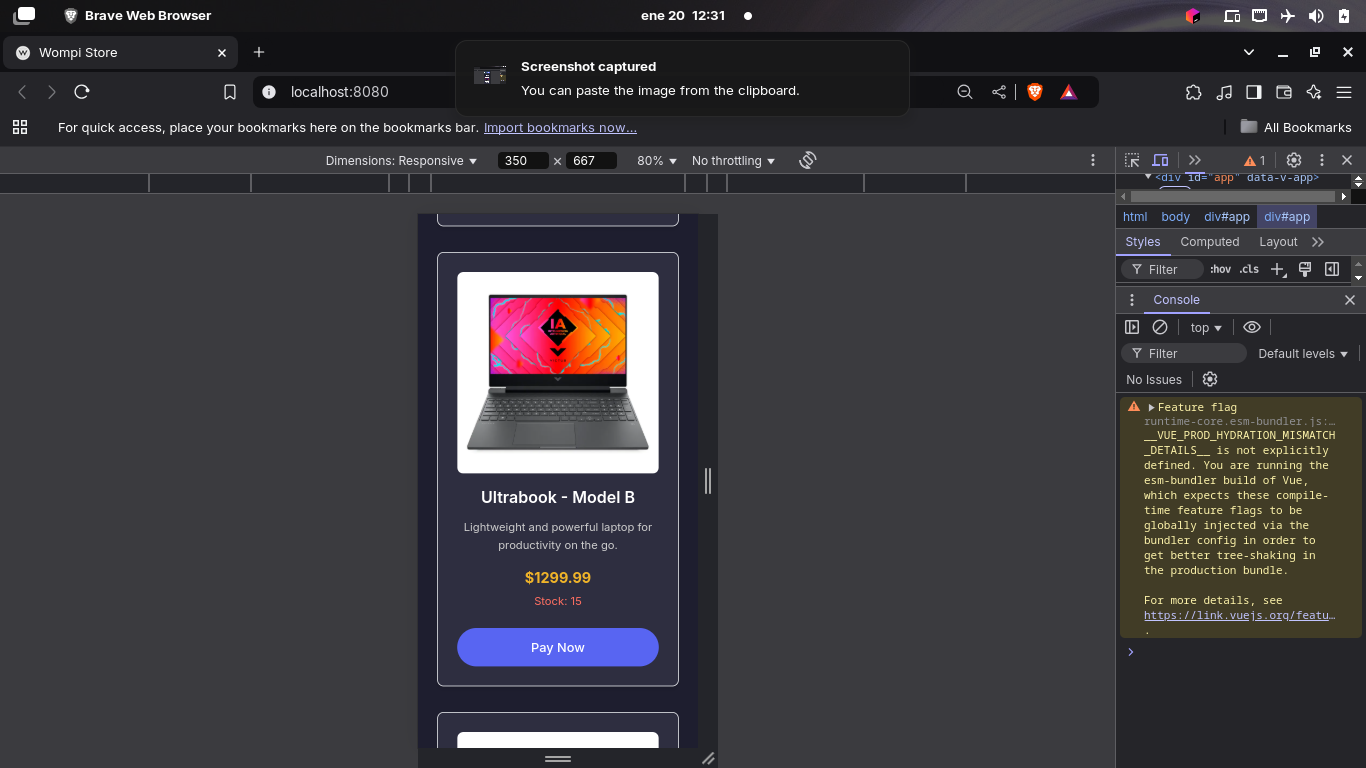 Brave Web Browser
ene 20 12:31
Wompi Store
Screenshot captured
You can paste the image from the clipboard.
localhost:8080
For quick access, place your bookmarks here on the bookmarks bar. Import bookmarks now...
All Bookmarks
Dimensions: Responsive
350 × 667
80%
No throttling
1
<div id="app" data-v-app>
html body div#app div#app
Styles Computed Layout
Filter
:hov .cls
Console
top
Filter
Default levels
No Issues
Feature flag
runtime-core.esm-bundler.js:…
__VUE_PROD_HYDRATION_MISMATCH
_DETAILS__ is not explicitly
defined. You are running the
esm-bundler build of Vue,
which expects these compile-
time feature flags to be
globally injected via the
bundler config in order to
get better tree-shaking in
the production bundle.
For more details, see
https://link.vuejs.org/featu…
.
IA
Ultrabook - Model B
Lightweight and powerful laptop for
productivity on the go.
$1299.99
Stock: 15
Pay Now